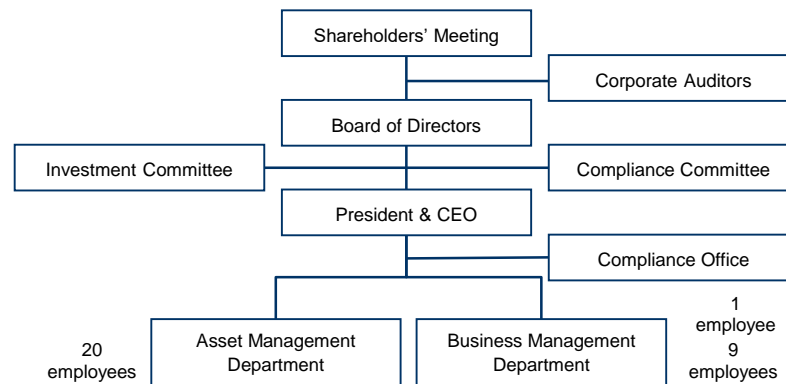 Shareholders’ Meeting
Corporate Auditors
Board of Directors
Investment Committee
Compliance Committee
President & CEO
Compliance Office
1
employee
20
employees
Asset Management
Department
Business Management
Department
9
employees